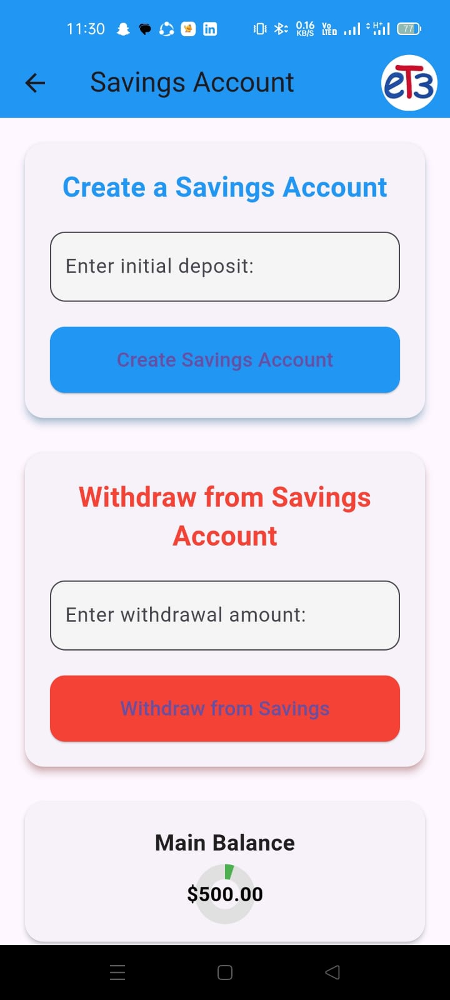 11:30
0.16 KB/S
Vo LTED
H+
77
Savings Account
eT3
Create a Savings Account
Enter initial deposit:
Create Savings Account
Withdraw from Savings
Account
Enter withdrawal amount:
Withdraw from Savings
Main Balance
$500.00